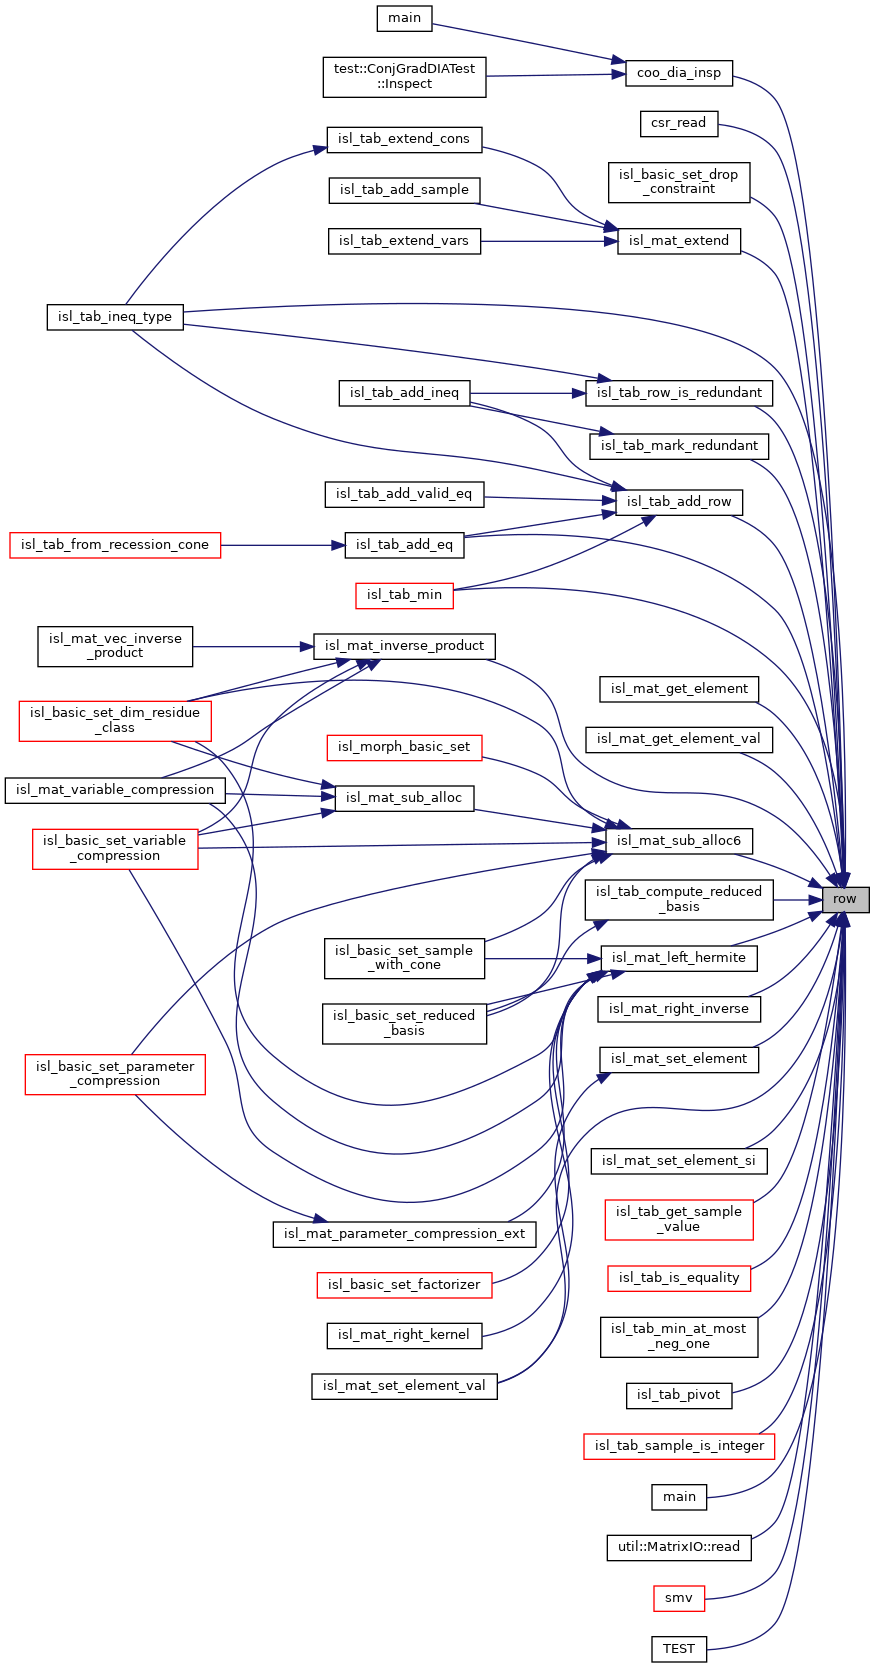 main
test::ConjGradDIATest
::Inspect
coo_dia_insp
csr_read
isl_tab_extend_cons
isl_basic_set_drop
_constraint
isl_tab_add_sample
isl_tab_extend_vars
isl_mat_extend
isl_tab_ineq_type
isl_tab_add_ineq
isl_tab_row_is_redundant
isl_tab_mark_redundant
isl_tab_add_valid_eq
isl_tab_add_row
isl_tab_from_recession_cone
isl_tab_add_eq
isl_tab_min
isl_mat_vec_inverse
_product
isl_mat_inverse_product
isl_mat_get_element
isl_basic_set_dim_residue
_class
isl_morph_basic_set
isl_mat_get_element_val
isl_mat_variable_compression
isl_mat_sub_alloc
isl_basic_set_variable
_compression
isl_mat_sub_alloc6
isl_tab_compute_reduced
_basis
row
isl_basic_set_sample
_with_cone
isl_mat_left_hermite
isl_basic_set_reduced
_basis
isl_mat_right_inverse
isl_basic_set_parameter
_compression
isl_mat_set_element
isl_mat_set_element_si
isl_mat_parameter_compression_ext
isl_tab_get_sample
_value
isl_basic_set_factorizer
isl_tab_is_equality
isl_mat_right_kernel
isl_tab_min_at_most
_neg_one
isl_mat_set_element_val
isl_tab_pivot
isl_tab_sample_is_integer
main
util::MatrixIO::read
smv
TEST